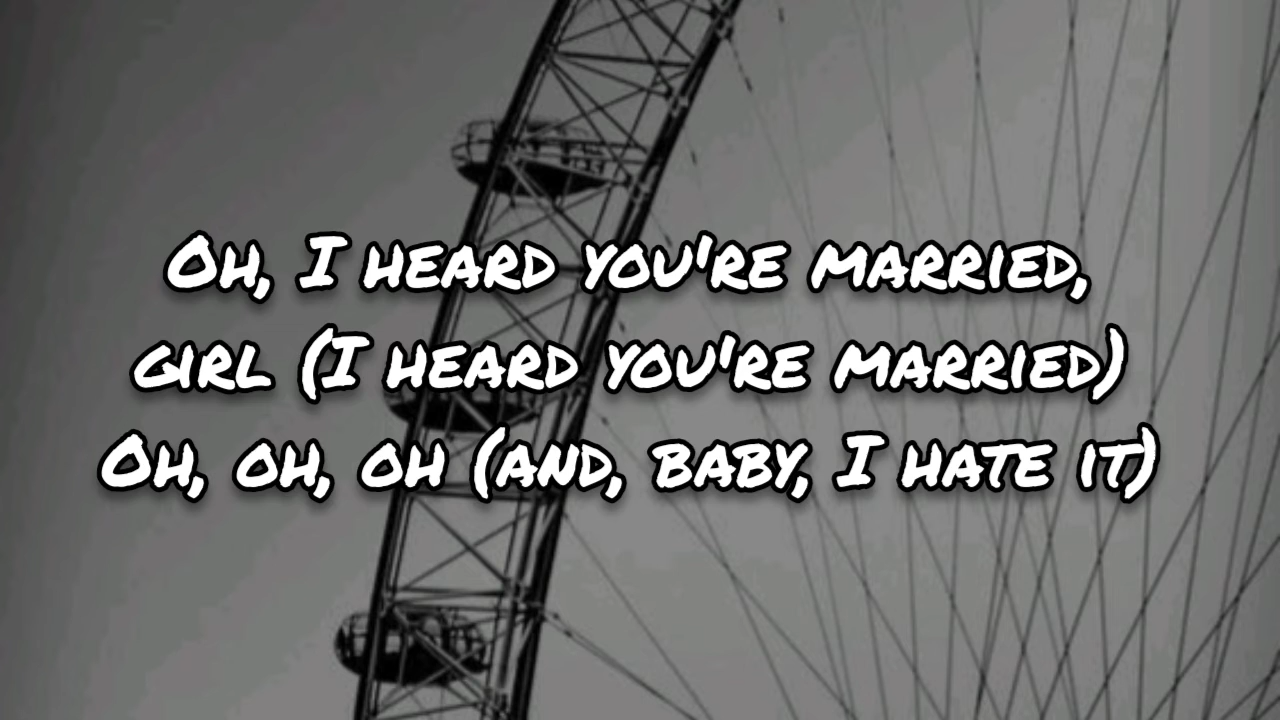 Oh, I heard you're married,
girl (I heard you're married)
Oh, oh, oh (and, baby, I hate it)